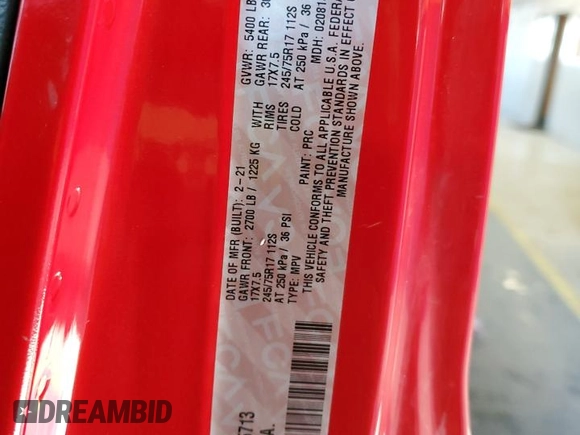 DATE OF MFR (BUILT): 2-21 GVWR: 5400 LB
GAWR FRONT: 2700 LB / 1225 KG WITH GAWR REAR:
17X7.5 RIMS 17X7.5
245/75R17 112S TIRES 245/75R17 112S
AT 250 kPa / 36 PSI COLD AT 250 kPa / 36
TYPE: MPV PAINT: PRC MDH: 02081
THIS VEHICLE CONFORMS TO ALL APPLICABLE U.S.A. FEDERA
SAFETY AND THEFT PREVENTION STANDARDS IN EFFECT
MANUFACTURE SHOWN ABOVE.
713
A.
DREAMBID